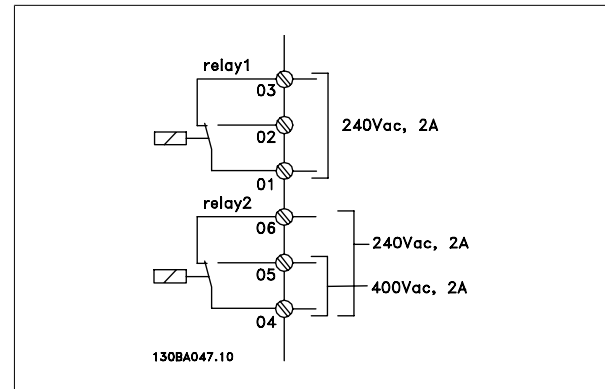 relay1
03
240Vac, 2A
02
01
relay2
06
240Vac, 2A
05
400Vac, 2A
04
130BA047.10